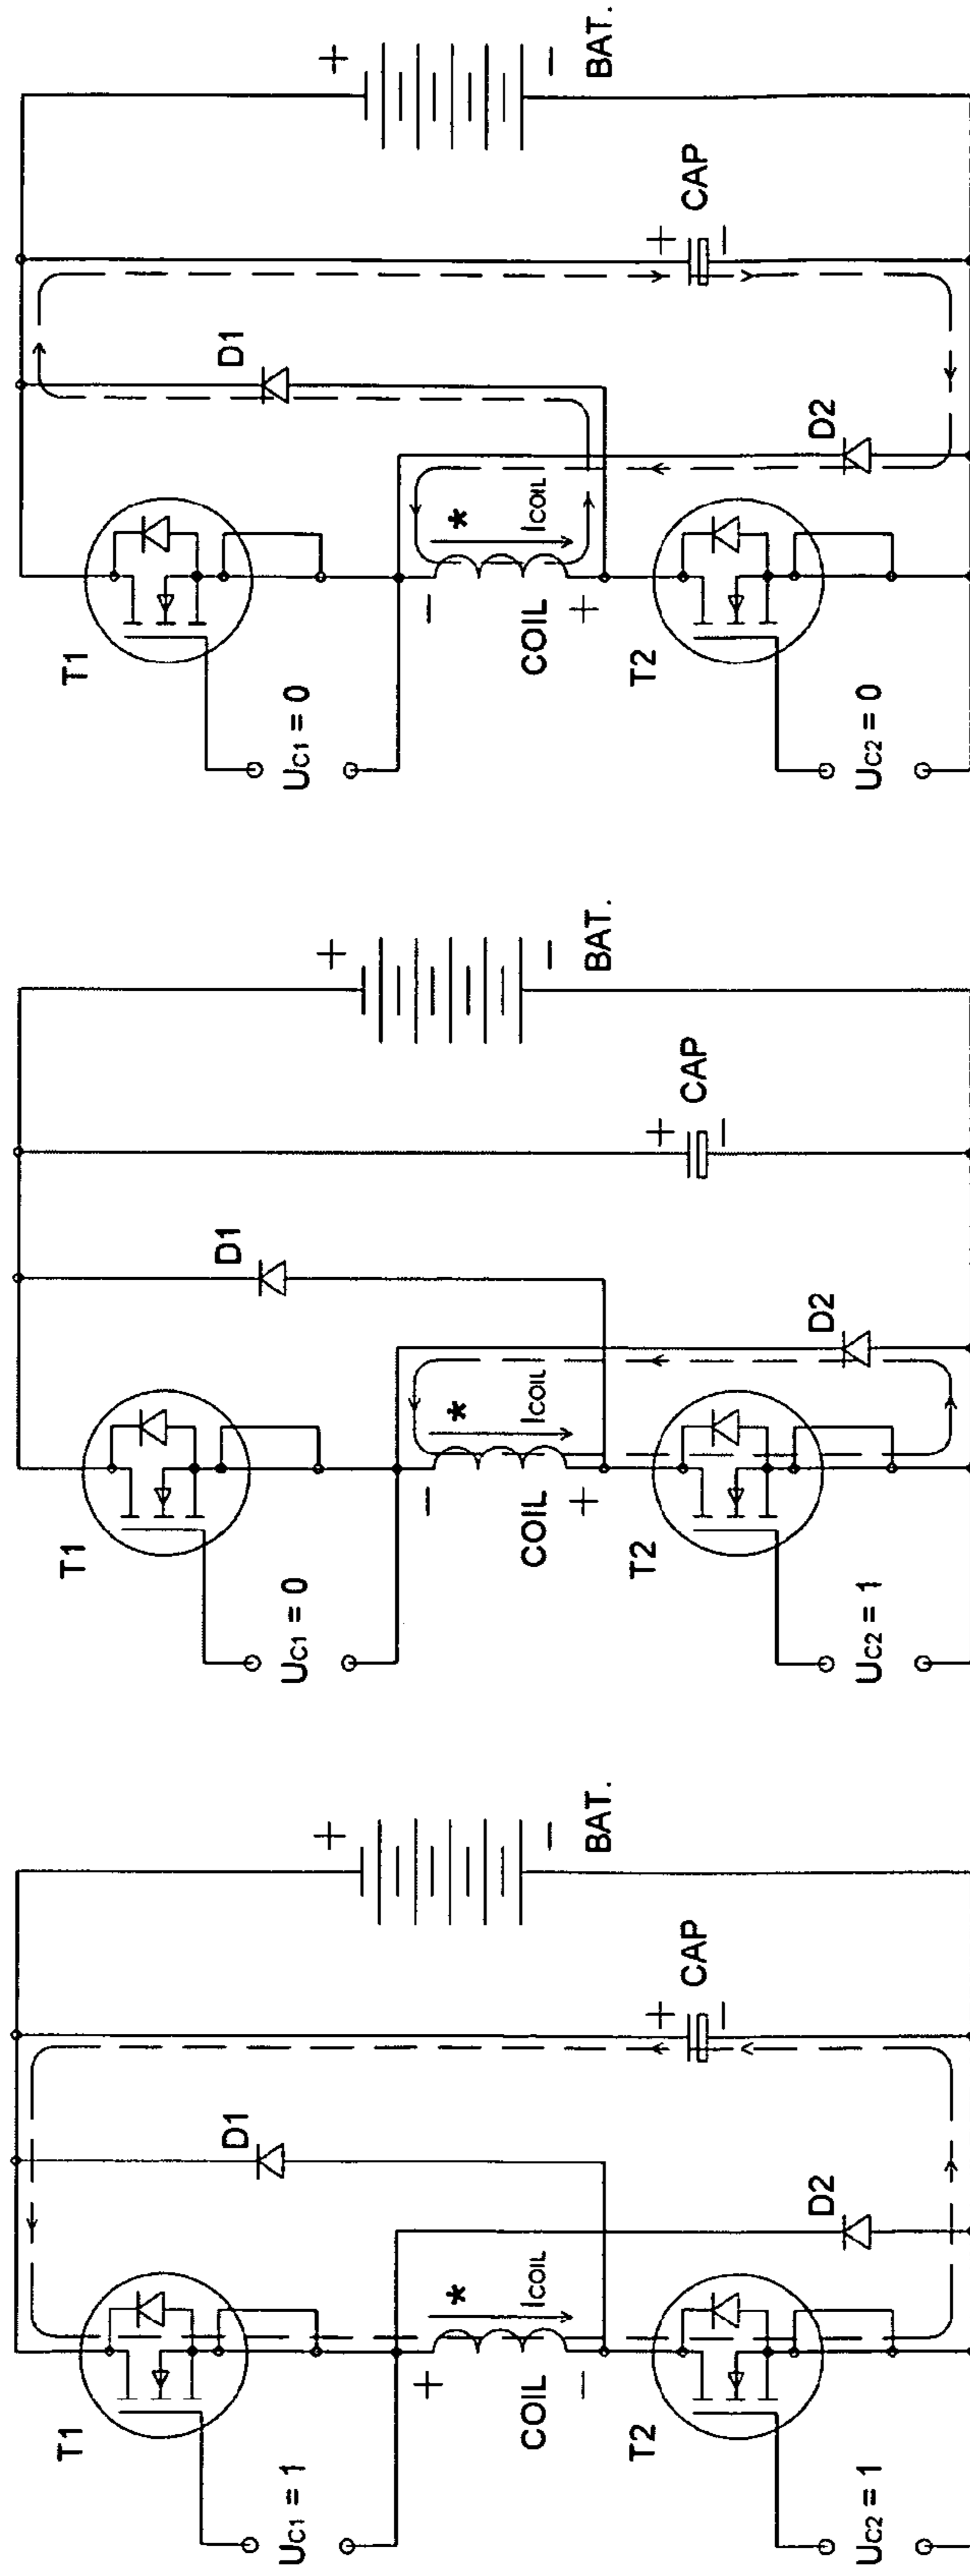 T1
UC1 = 1
D1
+
−
BAT.
+
COIL
−
*
ICOIL
+
−
CAP
T2
UC2 = 1
D2
T1
UC1 = 0
D1
+
−
BAT.
−
COIL
+
*
ICOIL
+
−
CAP
T2
UC2 = 1
D2
T1
UC1 = 0
D1
+
−
BAT.
−
COIL
+
*
ICOIL
+
−
CAP
T2
UC2 = 0
D2